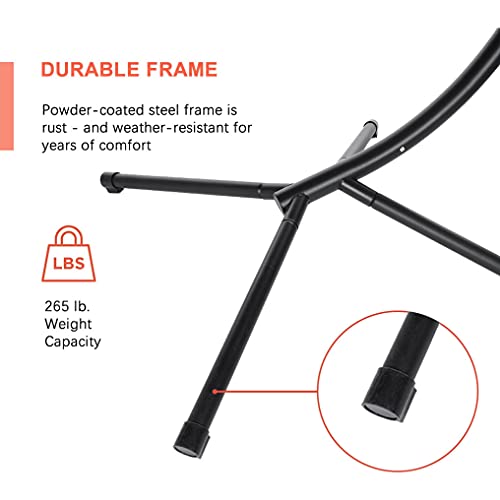 DURABLE FRAME
Powder-coated steel frame is
rust - and weather-resistant for
years of comfort
LBS
265 lb.
Weight
Capacity